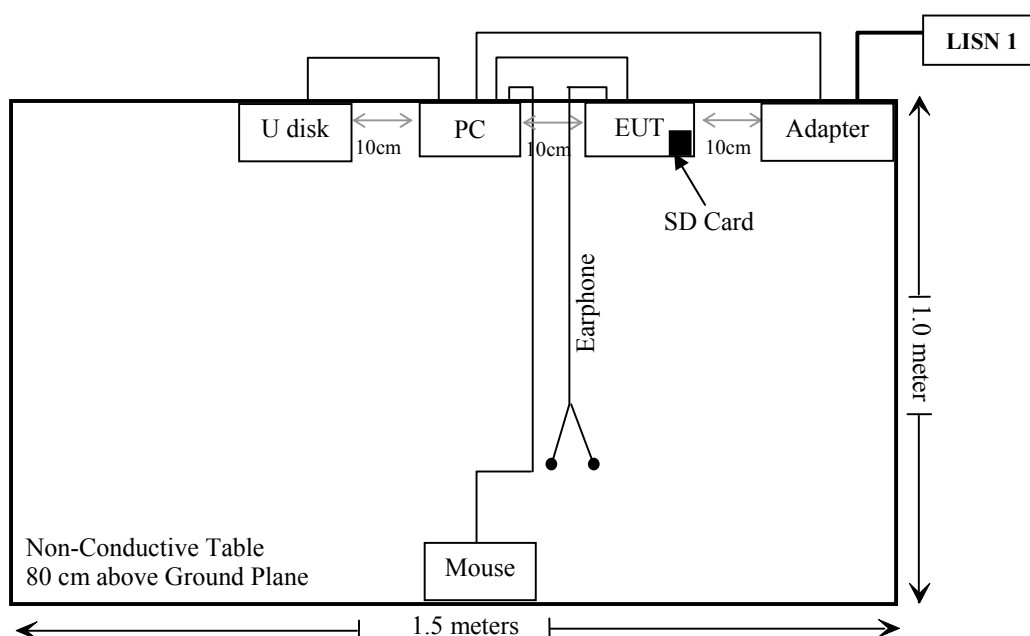 LISN 1
U disk
PC
EUT
Adapter
10cm
10cm
10cm
SD Card
Earphone
1.0 meter
Non-Conductive Table
80 cm above Ground Plane
Mouse
1.5 meters